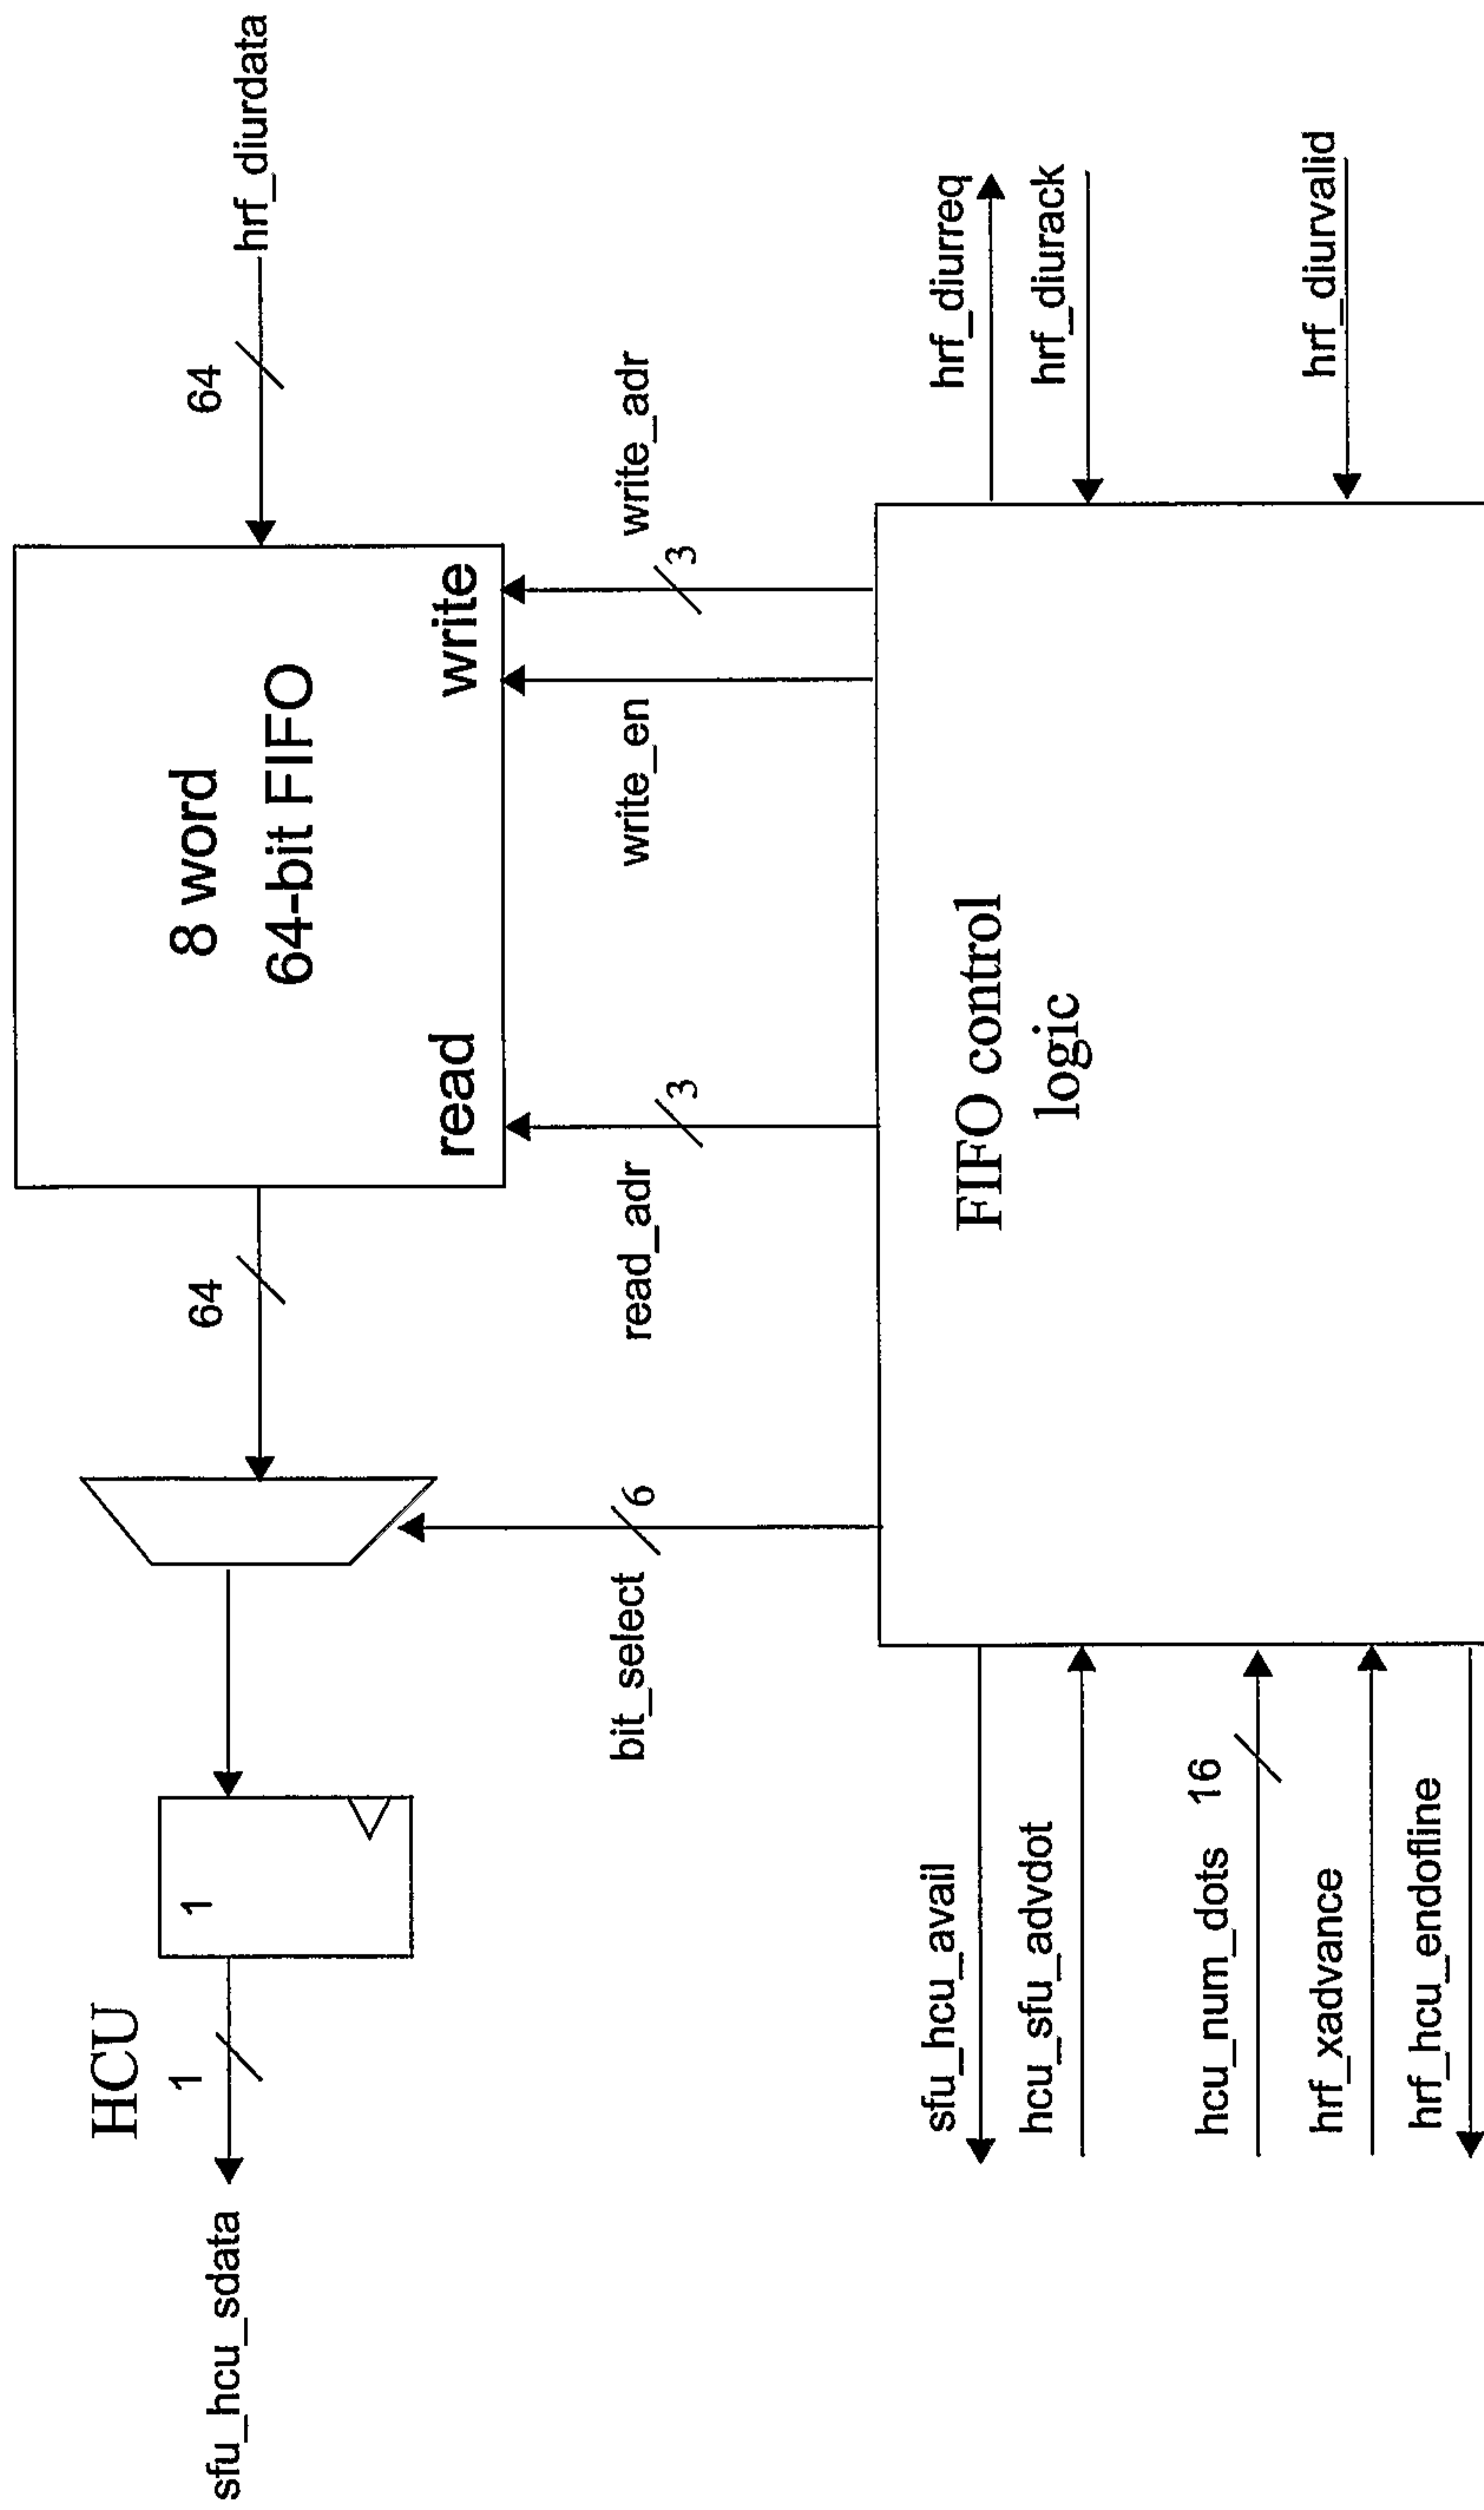 HCU
sfu_hcu_sdata
1
1
64
8 word
64-bit FIFO
read
write
64
hrf_diurdata
bit_select
6
read_adr
3
write_en
write_adr
3
FIFO control
logic
sfu_hcu_avail
hcu_sfu_advdot
hcu_num_dots 16
hrf_xadvance
hrf_hcu_endofline
hrf_diurreq
hrf_diurack
hrf_diurvalid